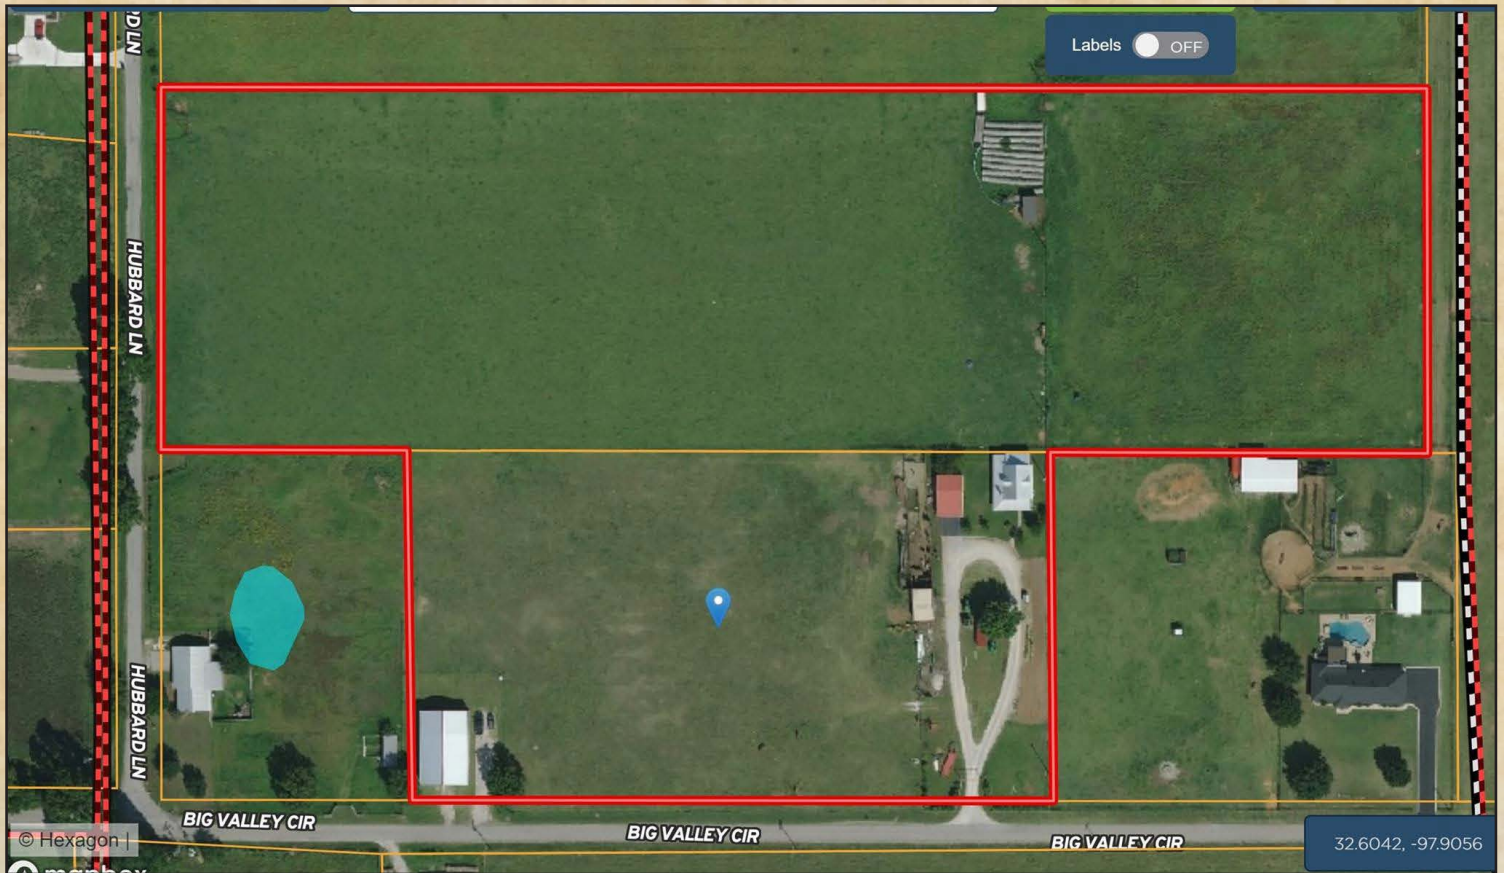 Labels OFF
HUBBARD LN
HUBBARD LN
BIG VALLEY CIR
BIG VALLEY CIR
BIG VALLEY CIR
© Hexagon |
32.6042, -97.9056
mapbox